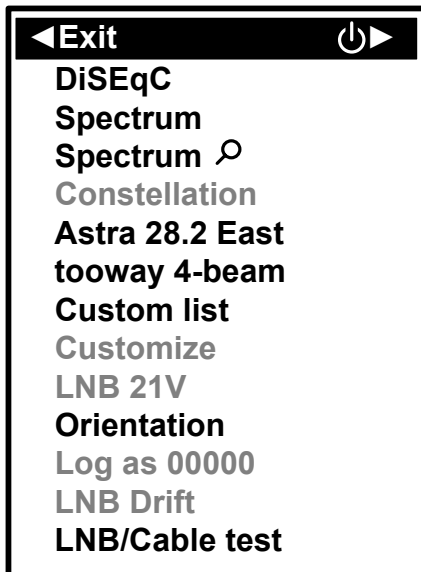 Exit
DiSEqC
Spectrum
Spectrum
Constellation
Astra 28.2 East
tooway 4-beam
Custom list
Customize
LNB 21V
Orientation
Log as 00000
LNB Drift
LNB/Cable test